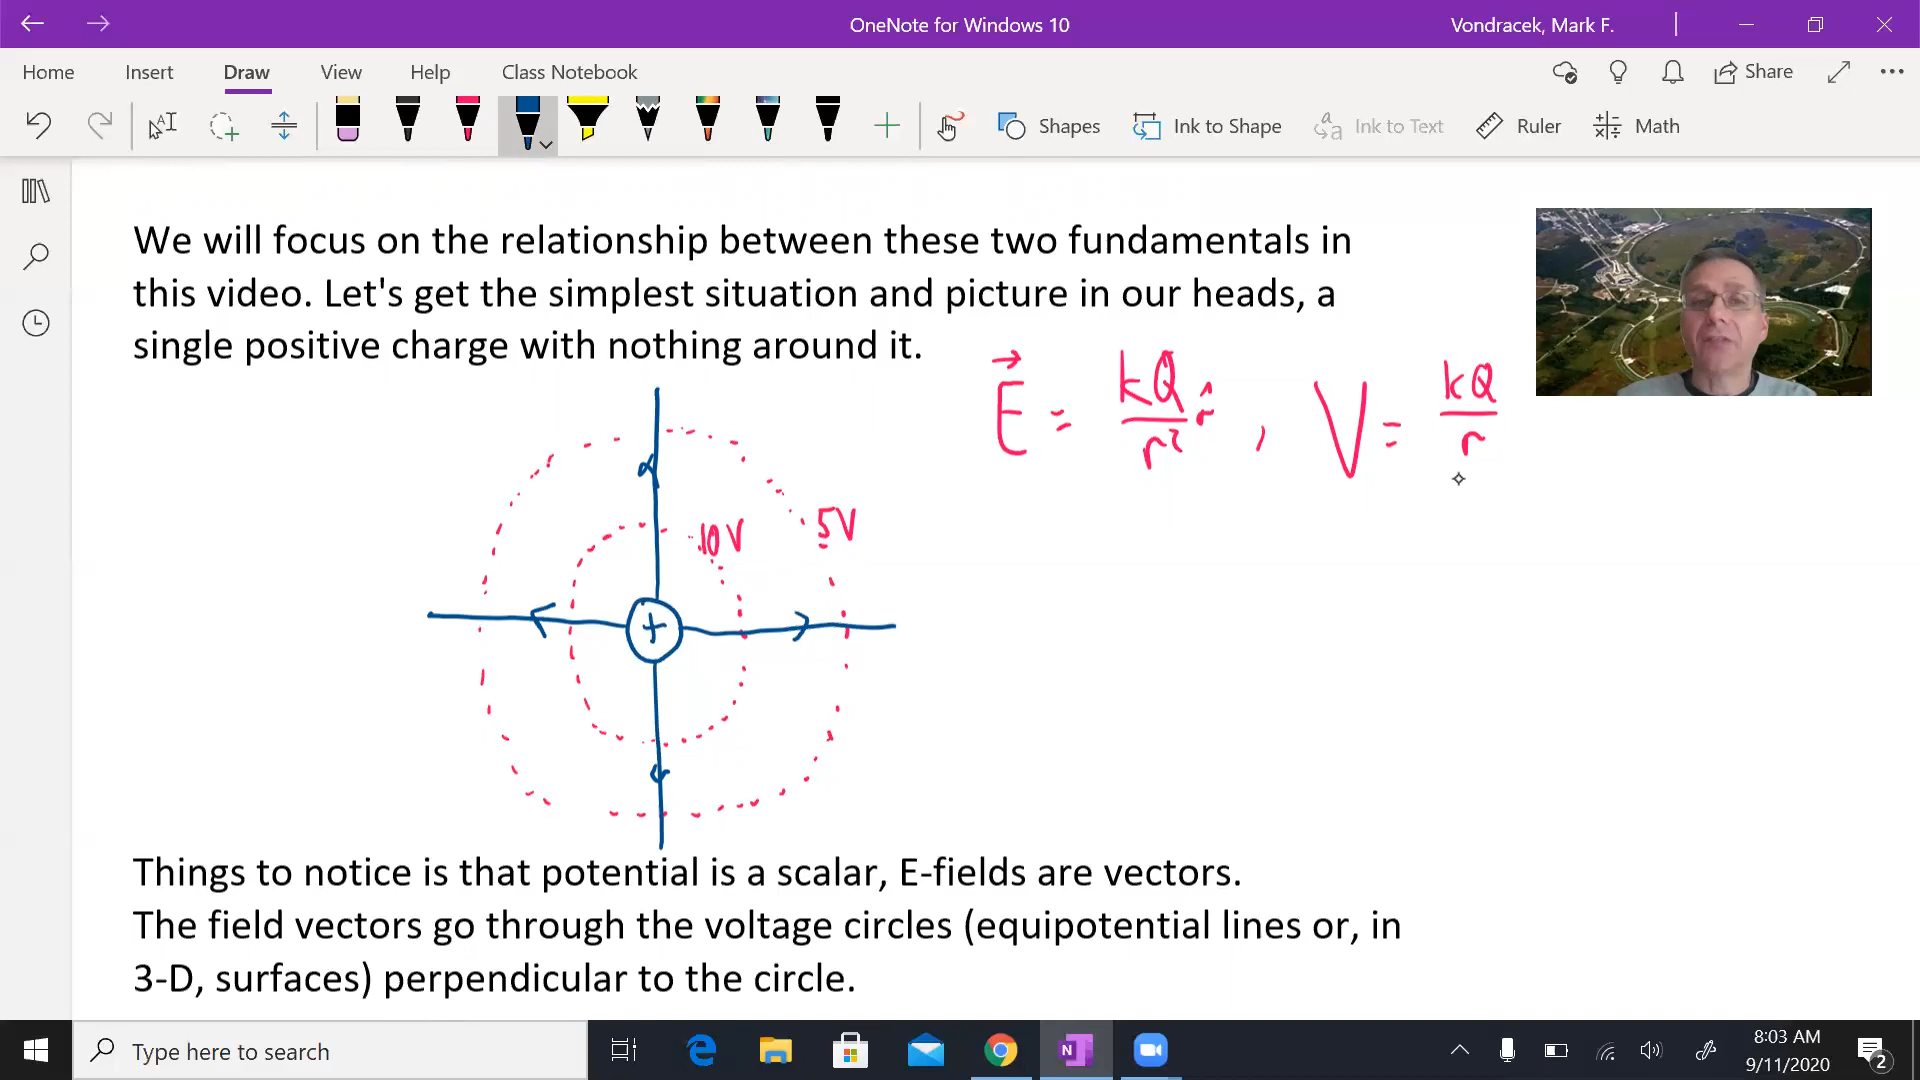 OneNote for Windows 10
Vondracek, Mark F.
Home Insert Draw View Help Class Notebook
Share
Shapes Ink to Shape Ink to Text Ruler Math
We will focus on the relationship between these two fundamentals in
this video. Let's get the simplest situation and picture in our heads, a
single positive charge with nothing around it.
E = kQ/r² r̂ , V = kQ/r
10V 5V
+
Things to notice is that potential is a scalar, E-fields are vectors.
The field vectors go through the voltage circles (equipotential lines or, in
3-D, surfaces) perpendicular to the circle.
Type here to search
8:03 AM
9/11/2020
2